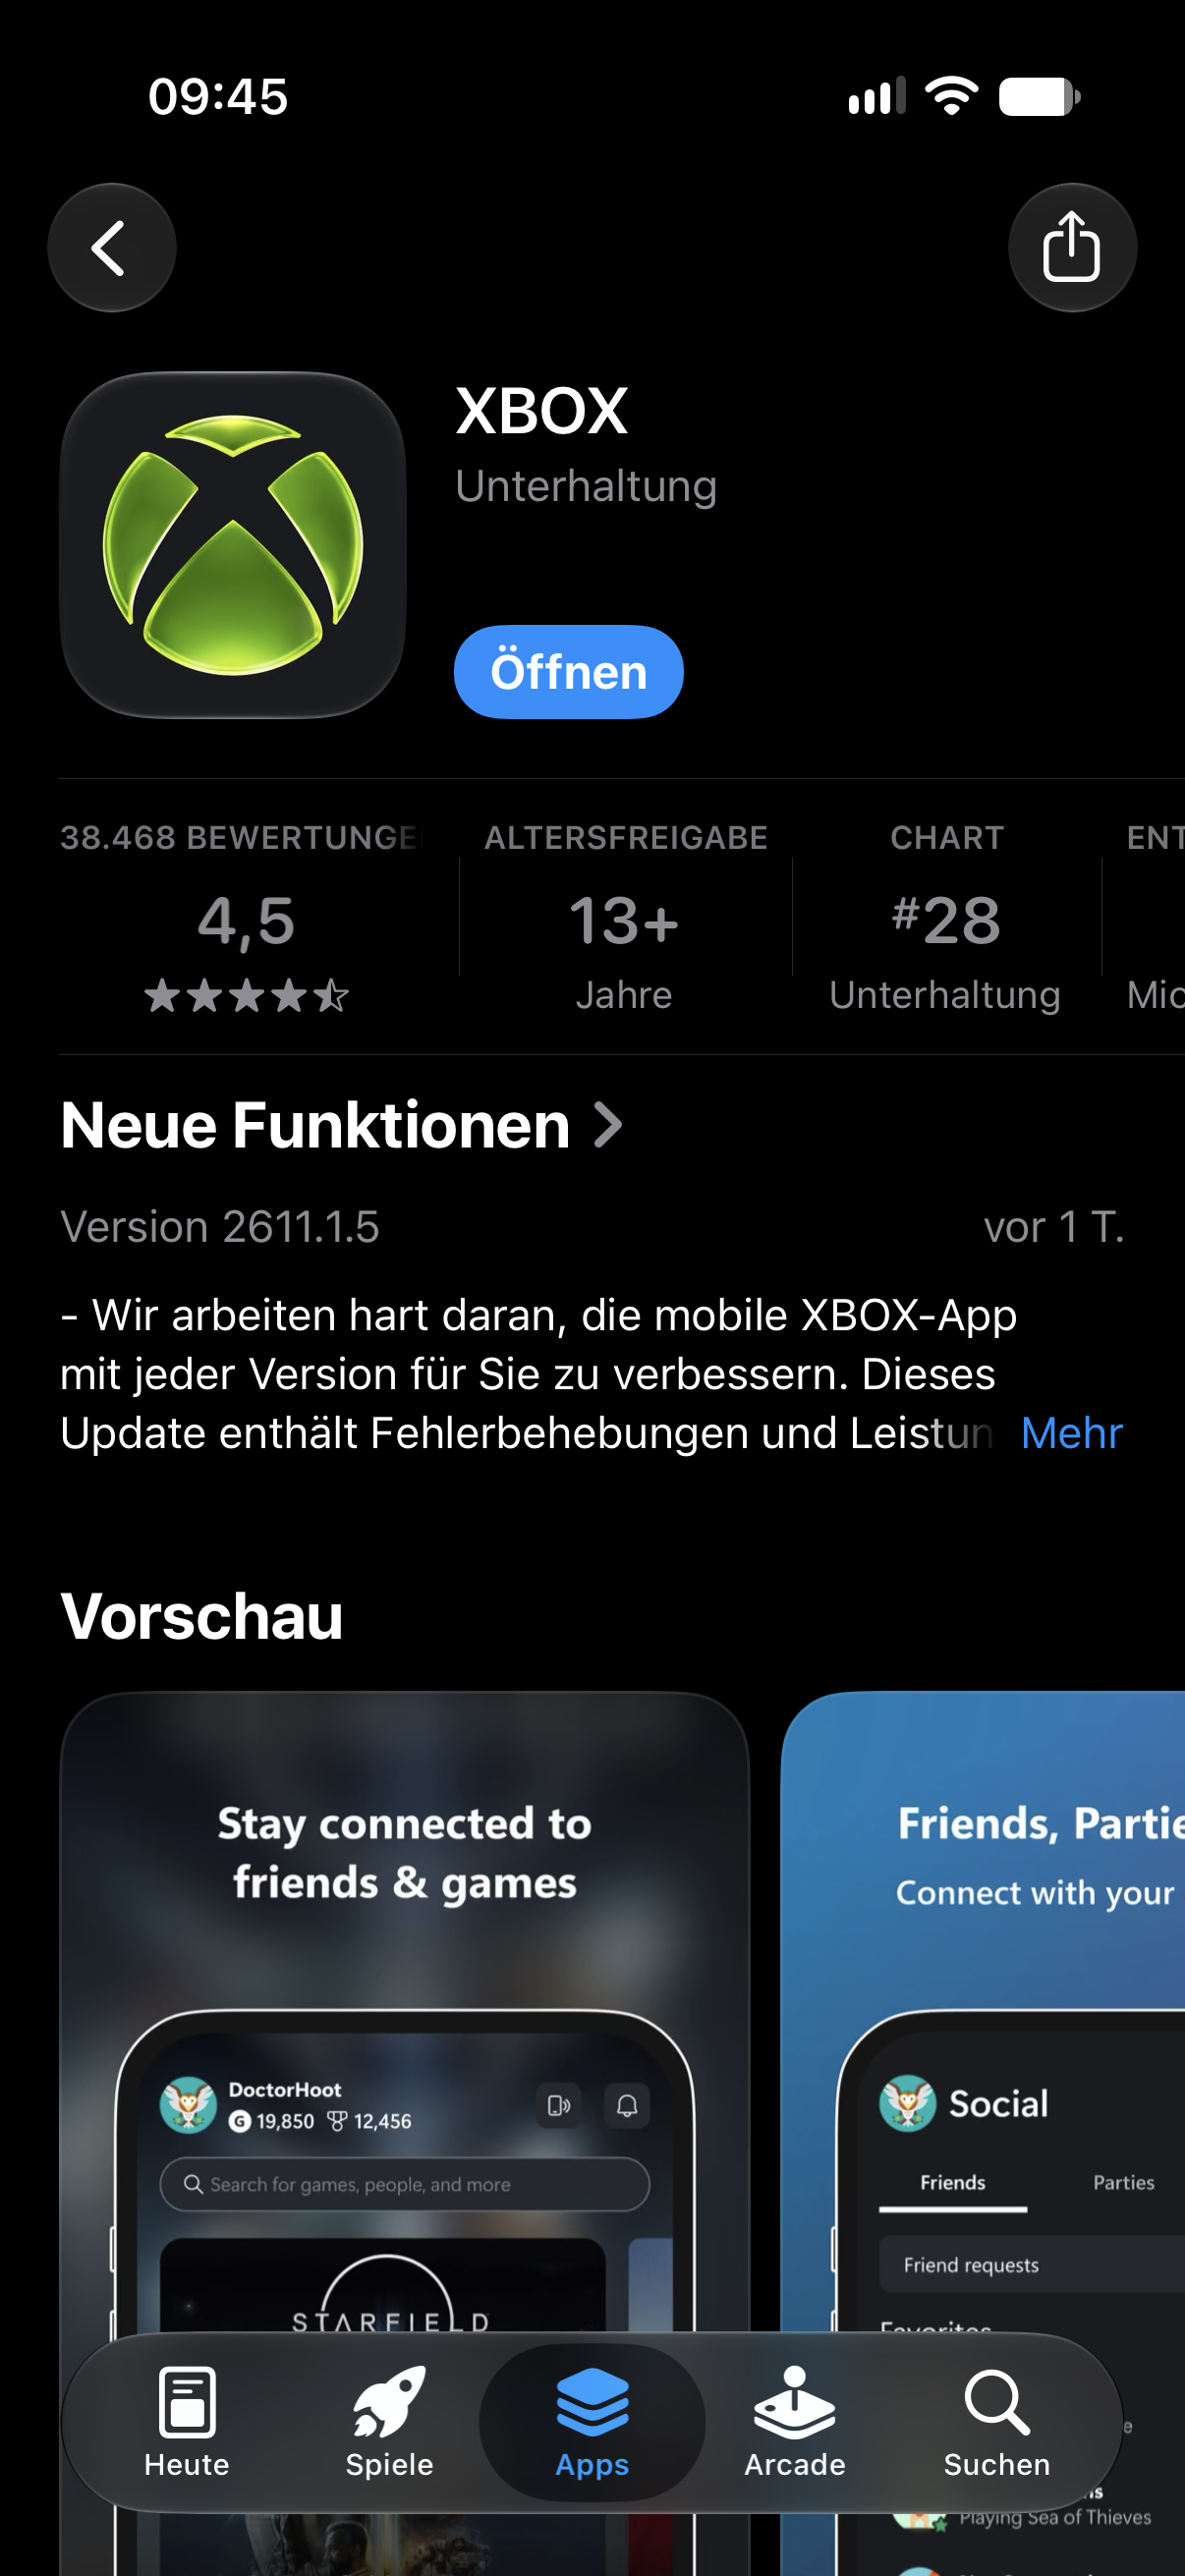 09:45
XBOX
Unterhaltung
Öffnen
38.468 BEWERTUNGE
4,5
ALTERSFREIGABE
13+
Jahre
CHART
#28
Unterhaltung
ENT
Mic
Neue Funktionen
Version 2611.1.5
vor 1 T.
- Wir arbeiten hart daran, die mobile XBOX-App
mit jeder Version für Sie zu verbessern. Dieses
Update enthält Fehlerbehebungen und Leistun Mehr
Vorschau
Stay connected to
friends & games
DoctorHoot
G 19,850 12,456
Search for games, people, and more
STARFIELD
Friends, Partie
Connect with your
Social
Friends Parties
Friend requests
Favorites
Playing Sea of Thieves
Heute
Spiele
Apps
Arcade
Suchen